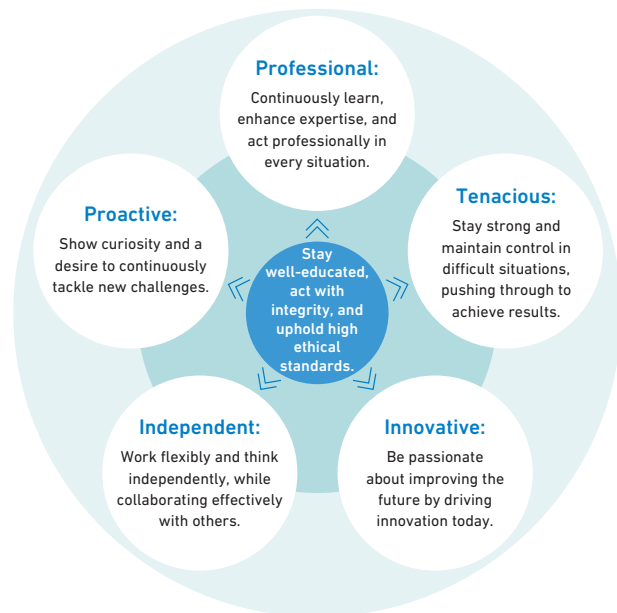 Professional:
Continuously learn,
enhance expertise, and
act professionally in
every situation.
Proactive:
Show curiosity and a
desire to continuously
tackle new challenges.
Tenacious:
Stay strong and
maintain control in
difficult situations,
pushing through to
achieve results.
Stay
well-educated,
act with
integrity, and
uphold high
ethical
standards.
Independent:
Work flexibly and think
independently, while
collaborating effectively
with others.
Innovative:
Be passionate
about improving the
future by driving
innovation today.